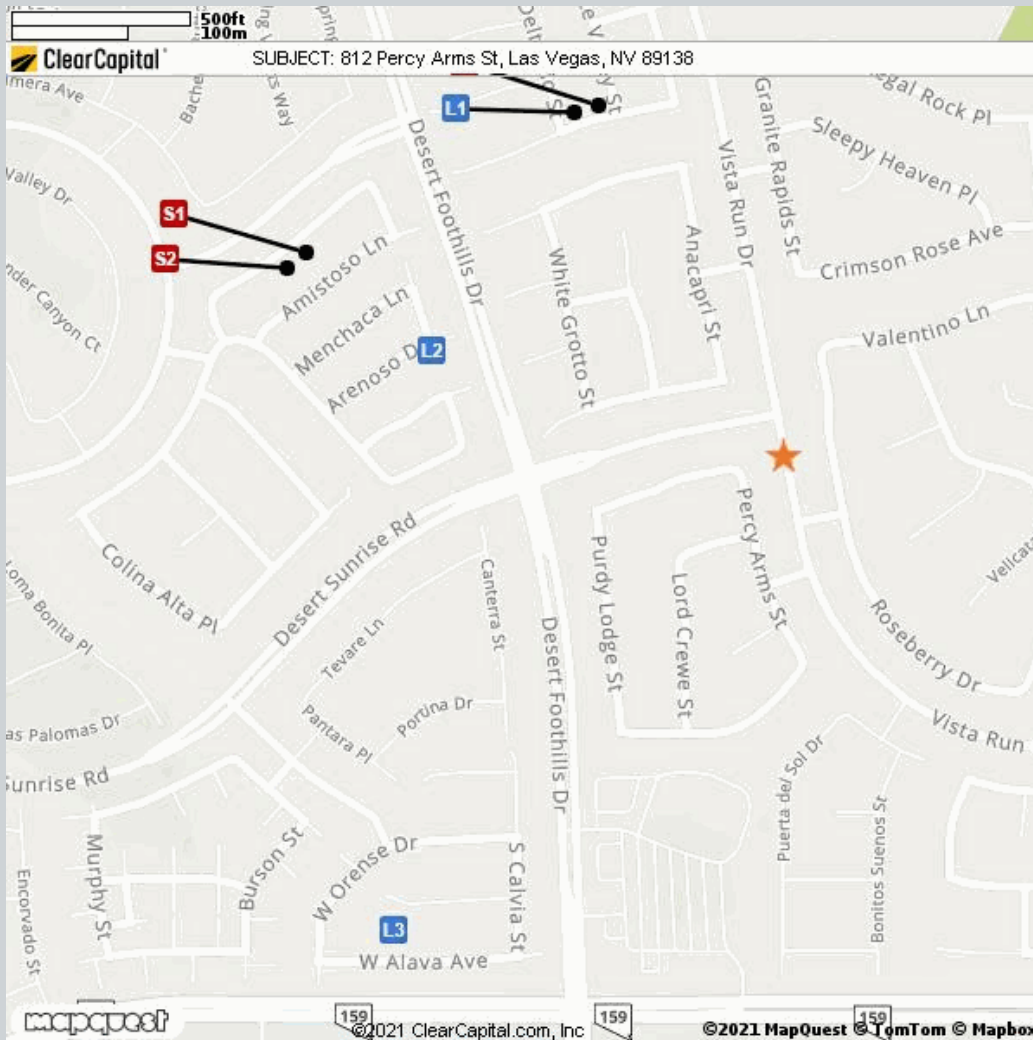 500ft
100m
ClearCapital
SUBJECT: 812 Percy Arms St, Las Vegas, NV 89138
Granite Rapids St
Sleepy Heaven Pl
Crimson Rose Ave
Vista Run Dr
Desert Foothills Dr
L1
S1
S2
Amistoso Ln
Menchaca Ln
Arenoso D
L2
White Grotto St
Anacapri St
Valentino Ln
Colina Alta Pl
Desert Sunrise Rd
Loma Bonita Pl
Tevare Ln
Canterra St
Portina Dr
Pantara Pl
Desert Foothills Dr
Purdy Lodge St
Lord Crewe St
Percy Arms St
Roseberry Dr
Vista Run
Puerta del Sol Dr
Bonitos Suenos St
as Palomas Dr
Sunrise Rd
Murphy St
Burson St
W Orense Dr
S Calvia St
Encorvado St
L3
W Alava Ave
159
159
159
mapquest
©2021 ClearCapital.com, Inc
©2021 MapQuest © TomTom © Mapbox